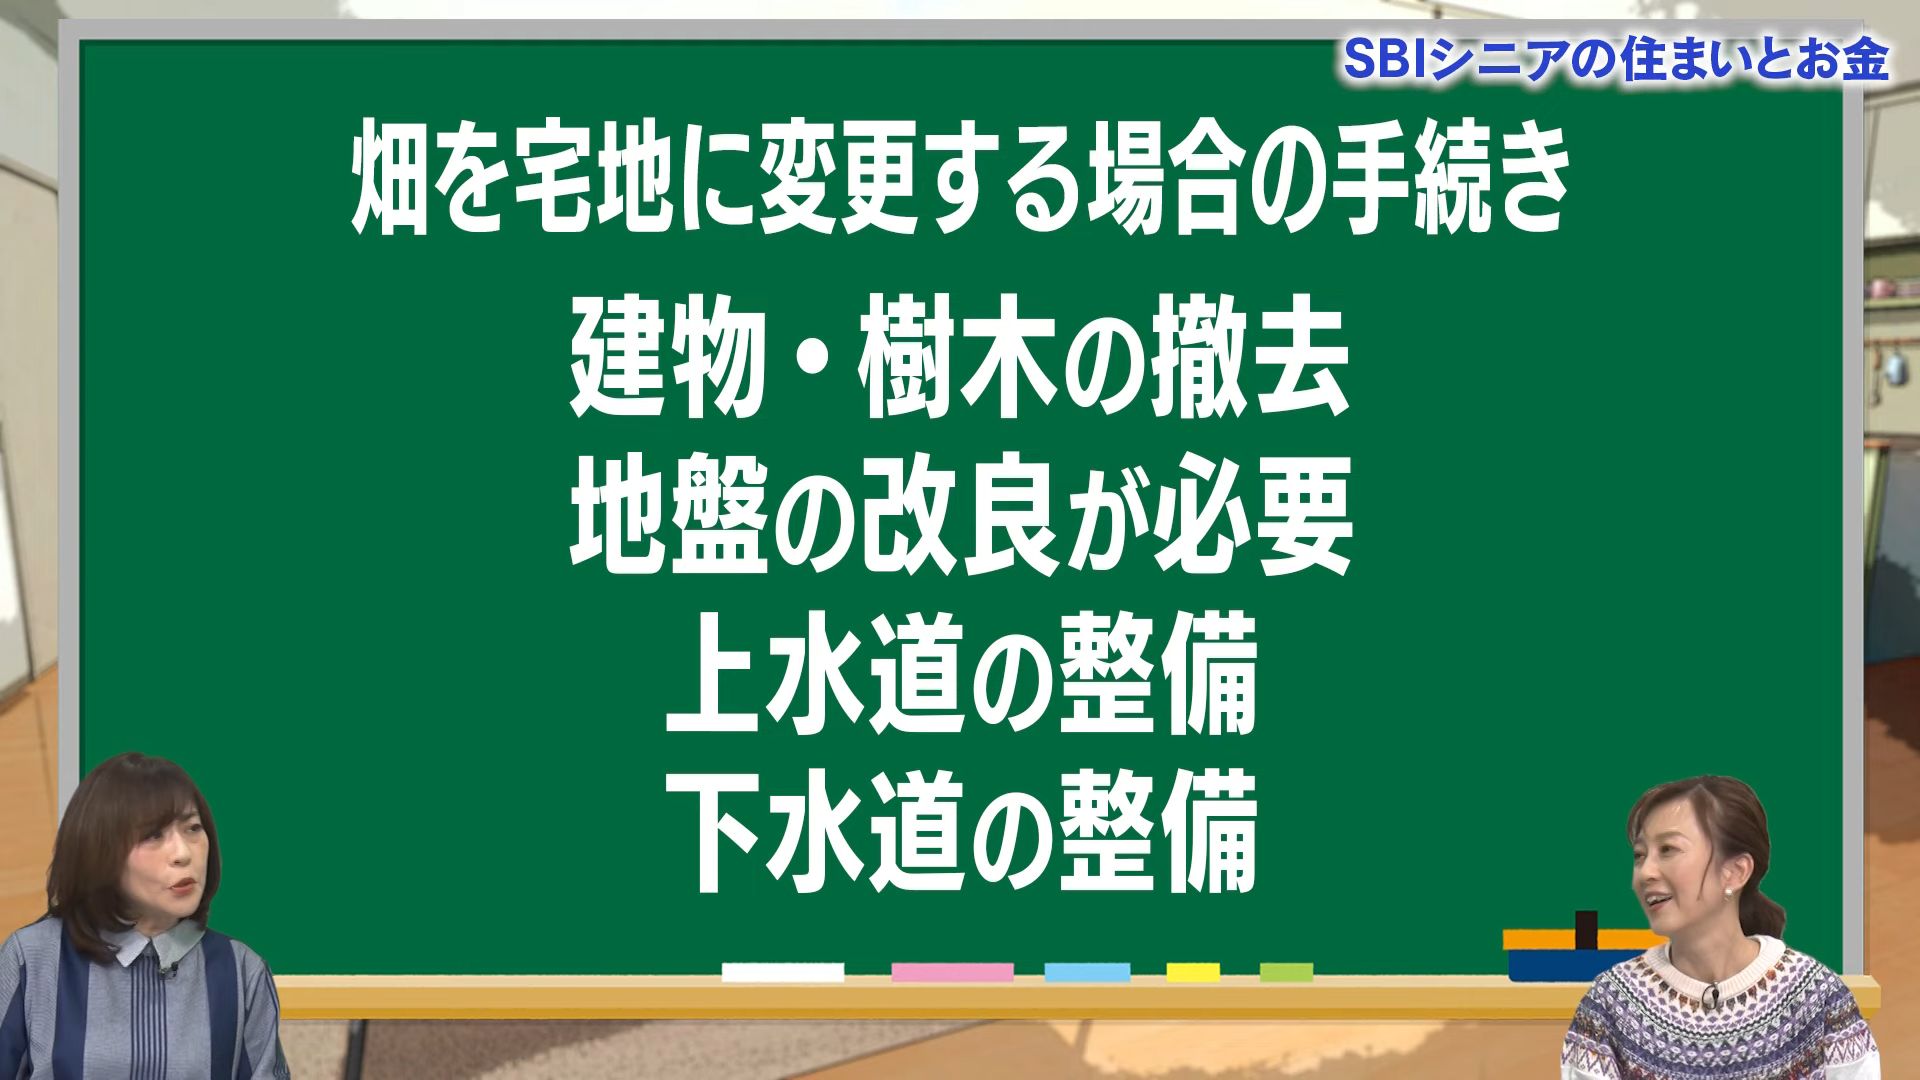 SBIシニアの住まいとお金
畑を宅地に変更する場合の手続き
建物・樹木の撤去
地盤の改良が必要
上水道の整備
下水道の整備